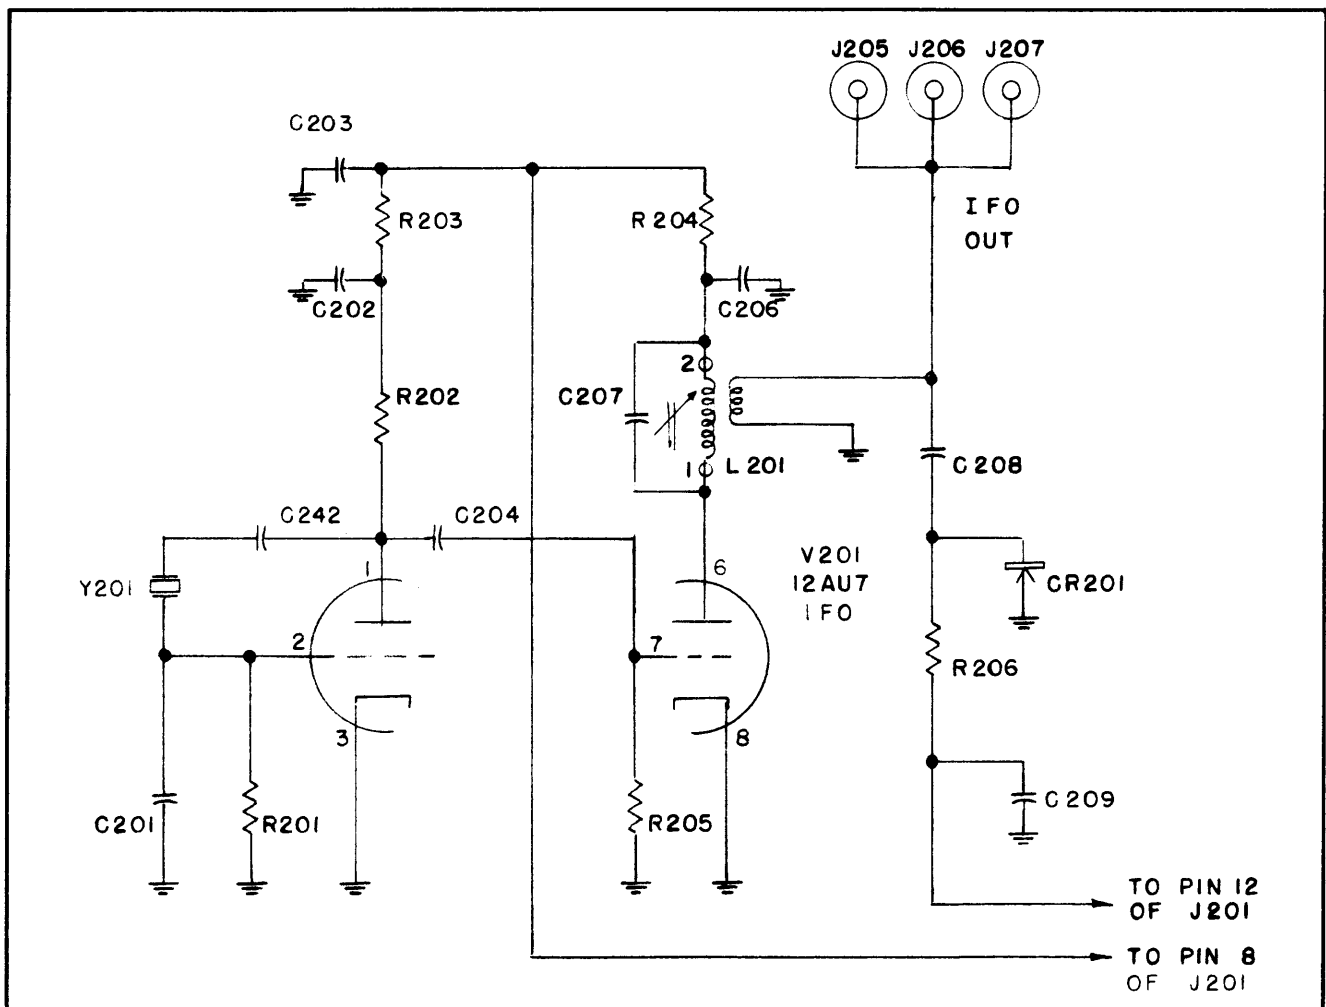 J205 J206 J207
C203
IFO
OUT
R203
R204
C202
C206
2
C207
R202
1
L201
C208
C242
C204
1
6
V201
12AU7
IFO
Y201
CR201
2
7
R206
3
8
C201
R201
R205
C209
TO PIN 12
OF J201
TO PIN 8
OF J201